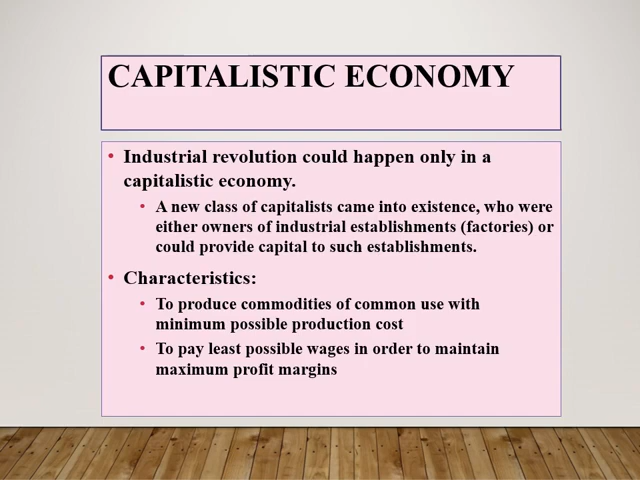 CAPITALISTIC ECONOMY
• Industrial revolution could happen only in a
capitalistic economy.
• A new class of capitalists came into existence, who were
either owners of industrial establishments (factories) or
could provide capital to such establishments.
• Characteristics:
• To produce commodities of common use with
minimum possible production cost
• To pay least possible wages in order to maintain
maximum profit margins